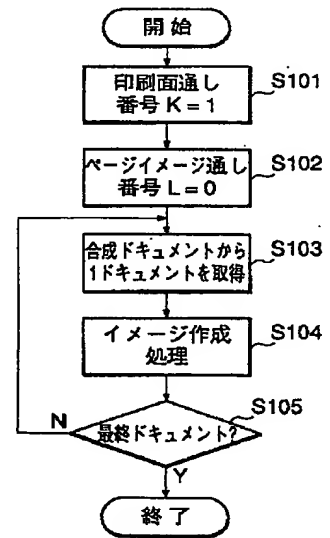 開始
印刷面通し
番号K=1
S101
ページイメージ通し
番号L=0
S102
合成ドキュメントから
1ドキュメントを取得
S103
イメージ作成
処理
S104
最終ドキュメント?
S105
N
Y
終了